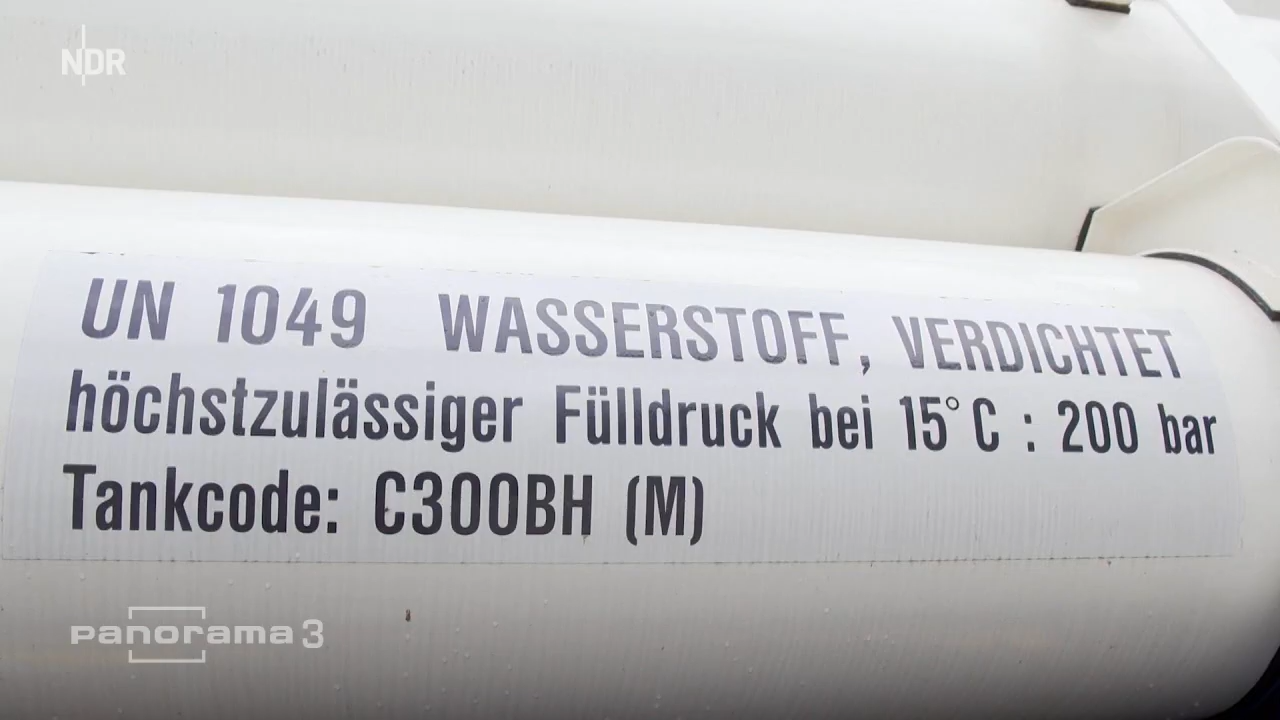 NDR
UN 1049 WASSERSTOFF, VERDICHTET
höchstzulässiger Fülldruck bei 15°C : 200 bar
Tankcode: C300BH (M)
panorama 3